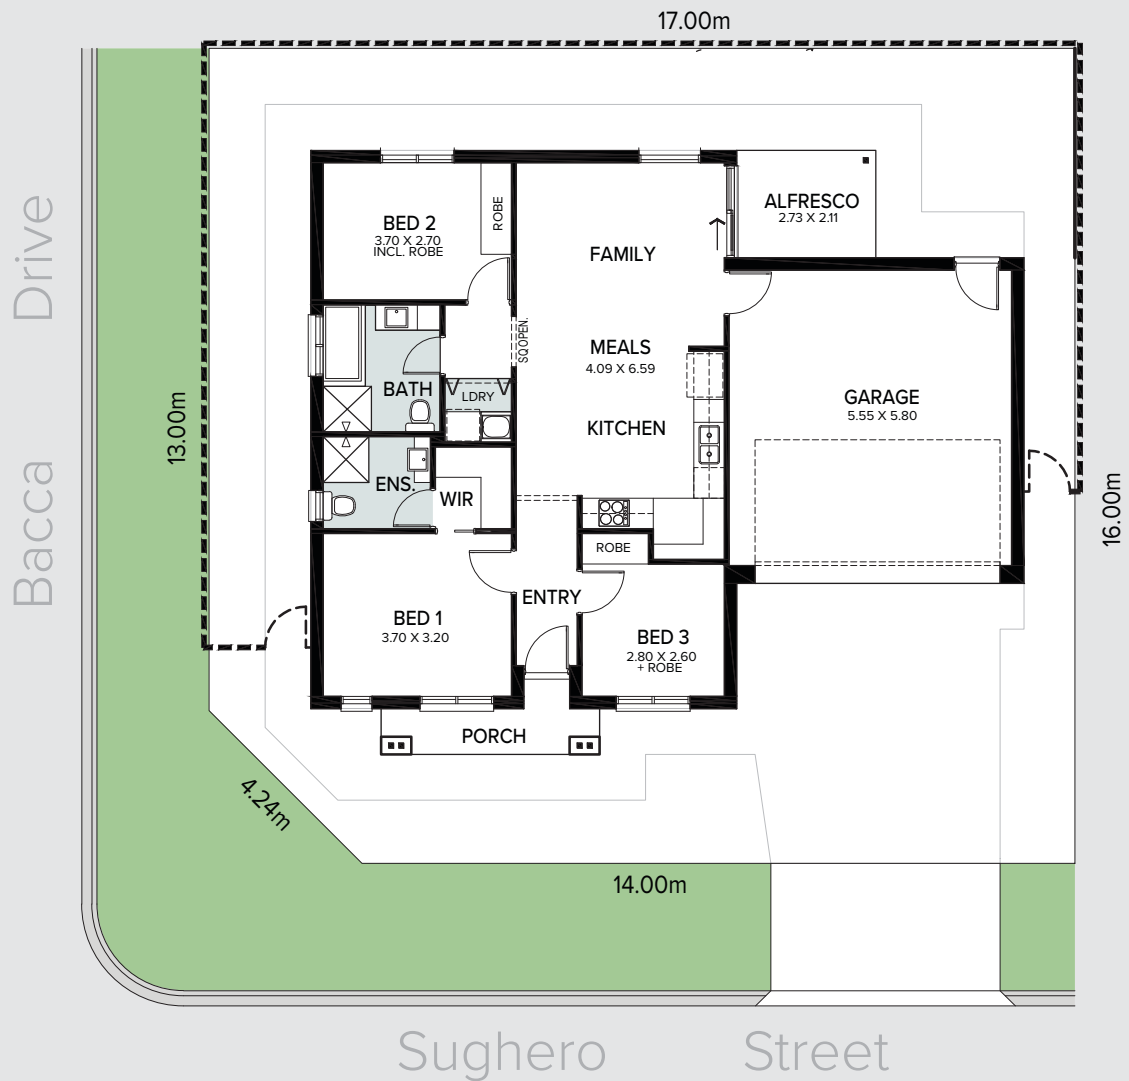 17.00m
BED 2
3.70 X 2.70
INCL. ROBE
ROBE
ALFRESCO
2.73 X 2.11
FAMILY
Bacca Drive
SQ OPEN.
MEALS
4.09 X 6.59
BATH
LDRY
GARAGE
5.55 X 5.80
13.00m
KITCHEN
ENS.
WIR
16.00m
ROBE
ENTRY
BED 1
3.70 X 3.20
BED 3
2.80 X 2.60
+ ROBE
PORCH
4.24m
14.00m
Sughero Street